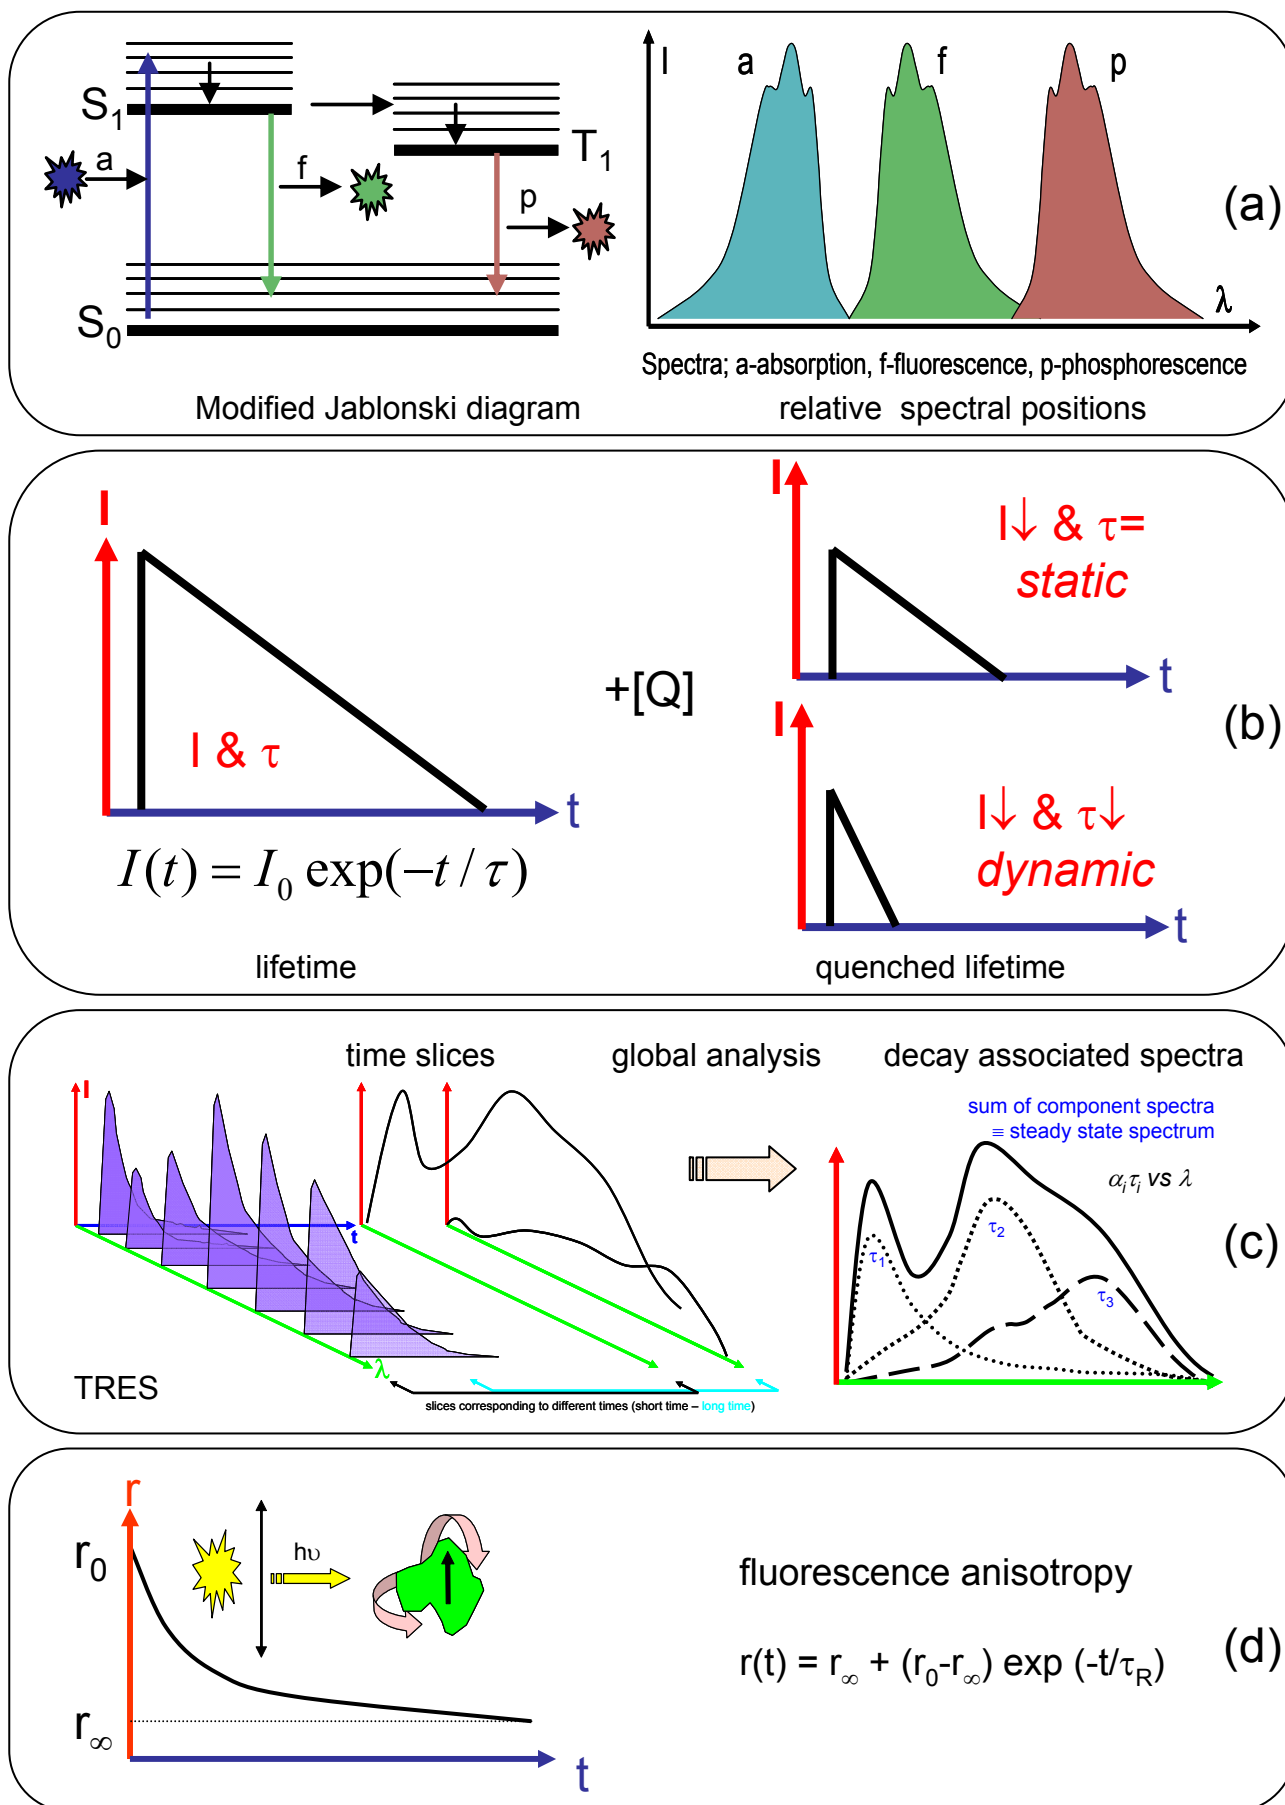 S₁
a
f
T₁
p
S₀
Modified Jablonski diagram
I
a
f
p
λ
Spectra; a-absorption, f-fluorescence, p-phosphorescence
relative spectral positions
(a)
I
I & τ
t
I(t) = I₀ exp(−t / τ)
lifetime
+[Q]
I
I↓ & τ=
static
t
I
I↓ & τ↓
dynamic
t
quenched lifetime
(b)
time slices
global analysis
decay associated spectra
I
t
λ
TRES
slices corresponding to different times (short time – long time)
sum of component spectra
≡ steady state spectrum
αᵢτᵢ vs λ
τ₁
τ₂
τ₃
(c)
r
r₀
hυ
r∞
t
fluorescence anisotropy
r(t) = r∞ + (r₀-r∞) exp (-t/τR)
(d)